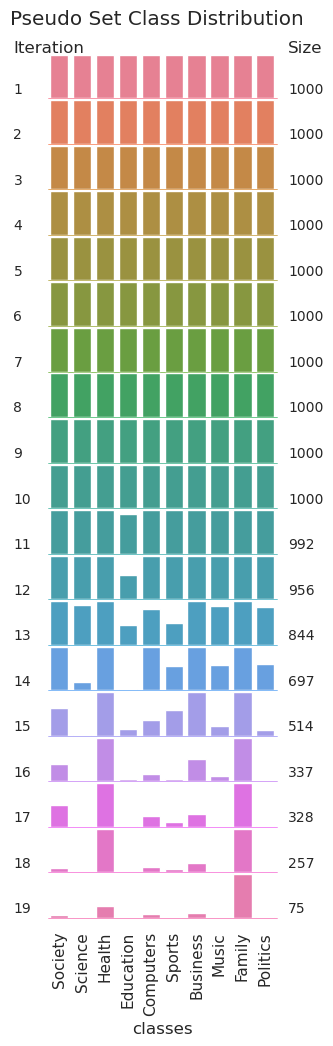 Pseudo Set Class Distribution
Iteration Size
1 1000
2 1000
3 1000
4 1000
5 1000
6 1000
7 1000
8 1000
9 1000
10 1000
11 992
12 956
13 844
14 697
15 514
16 337
17 328
18 257
19 75
Society
Science
Health
Education
Computers
Sports
Business
Music
Family
Politics
classes